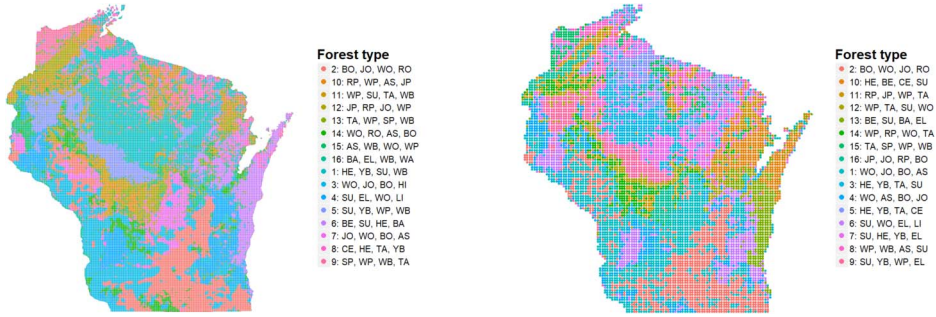 Forest type
2: BO, JO, WO, RO
10: RP, WP, AS, JP
11: WP, SU, TA, WB
12: JP, RP, JO, WP
13: TA, WP, SP, WB
14: WO, RO, AS, BO
15: AS, WB, WO, WP
16: BA, EL, WB, WA
1: HE, YB, SU, WB
3: WO, JO, BO, HI
4: SU, EL, WO, LI
5: SU, YB, WP, WB
6: BE, SU, HE, BA
7: JO, WO, BO, AS
8: CE, HE, TA, YB
9: SP, WP, WB, TA
Forest type
2: BO, WO, JO, RO
10: HE, BE, CE, SU
11: RP, JP, WP, TA
12: WP, TA, SU, WO
13: BE, SU, BA, EL
14: WP, RP, WO, TA
15: TA, SP, WP, WB
16: JP, JO, RP, BO
1: WO, JO, BO, AS
3: HE, YB, TA, SU
4: WO, AS, BO, JO
5: HE, YB, TA, CE
6: SU, WO, EL, LI
7: SU, HE, YB, EL
8: WP, WB, AS, SU
9: SU, YB, WP, EL